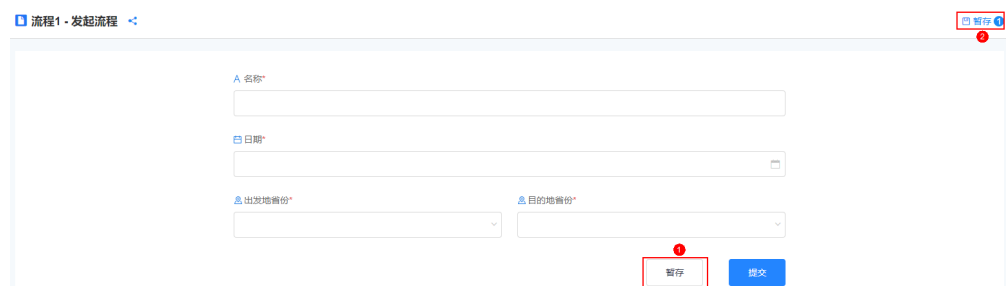 流程1 - 发起流程
暂存 1
2
A 名称*
日期*
出发地省份* 目的地省份*
1
暂存 提交